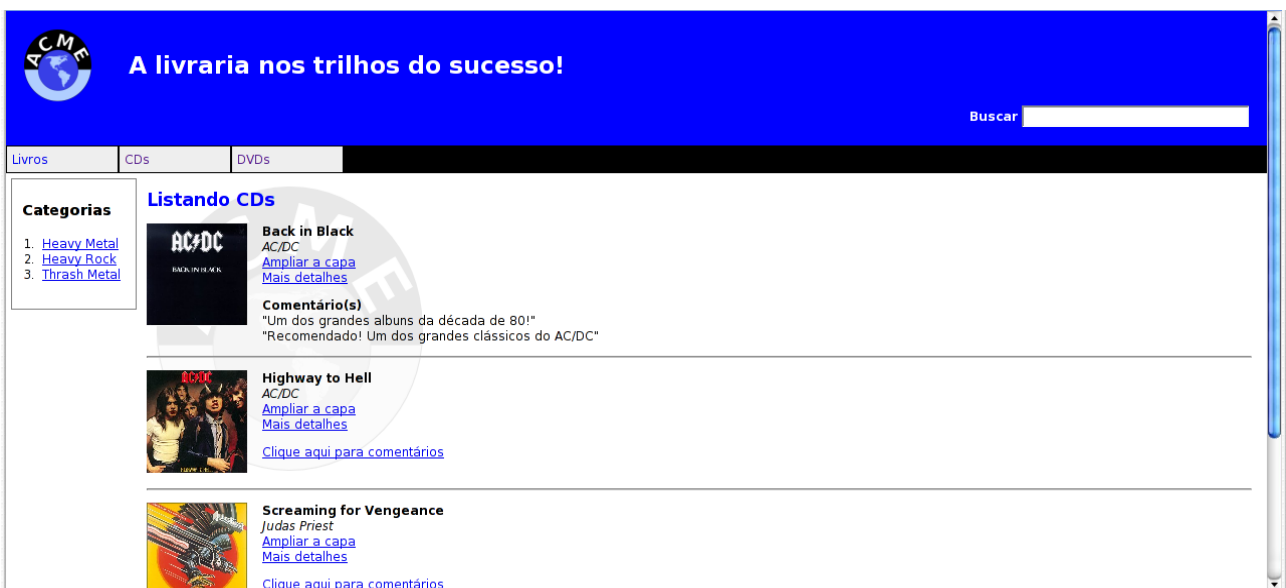 ACME
A livraria nos trilhos do sucesso!
Buscar
Livros
CDs
DVDs
Categorias
1. Heavy Metal
2. Heavy Rock
3. Thrash Metal
Listando CDs
AC/DC
BACK IN BLACK
Back in Black
AC/DC
Ampliar a capa
Mais detalhes
Comentário(s)
"Um dos grandes albuns da década de 80!"
"Recomendado! Um dos grandes clássicos do AC/DC"
AC/DC
Highway to Hell
AC/DC
Ampliar a capa
Mais detalhes
Clique aqui para comentários
Screaming for Vengeance
Judas Priest
Ampliar a capa
Mais detalhes
Clique aqui para comentários